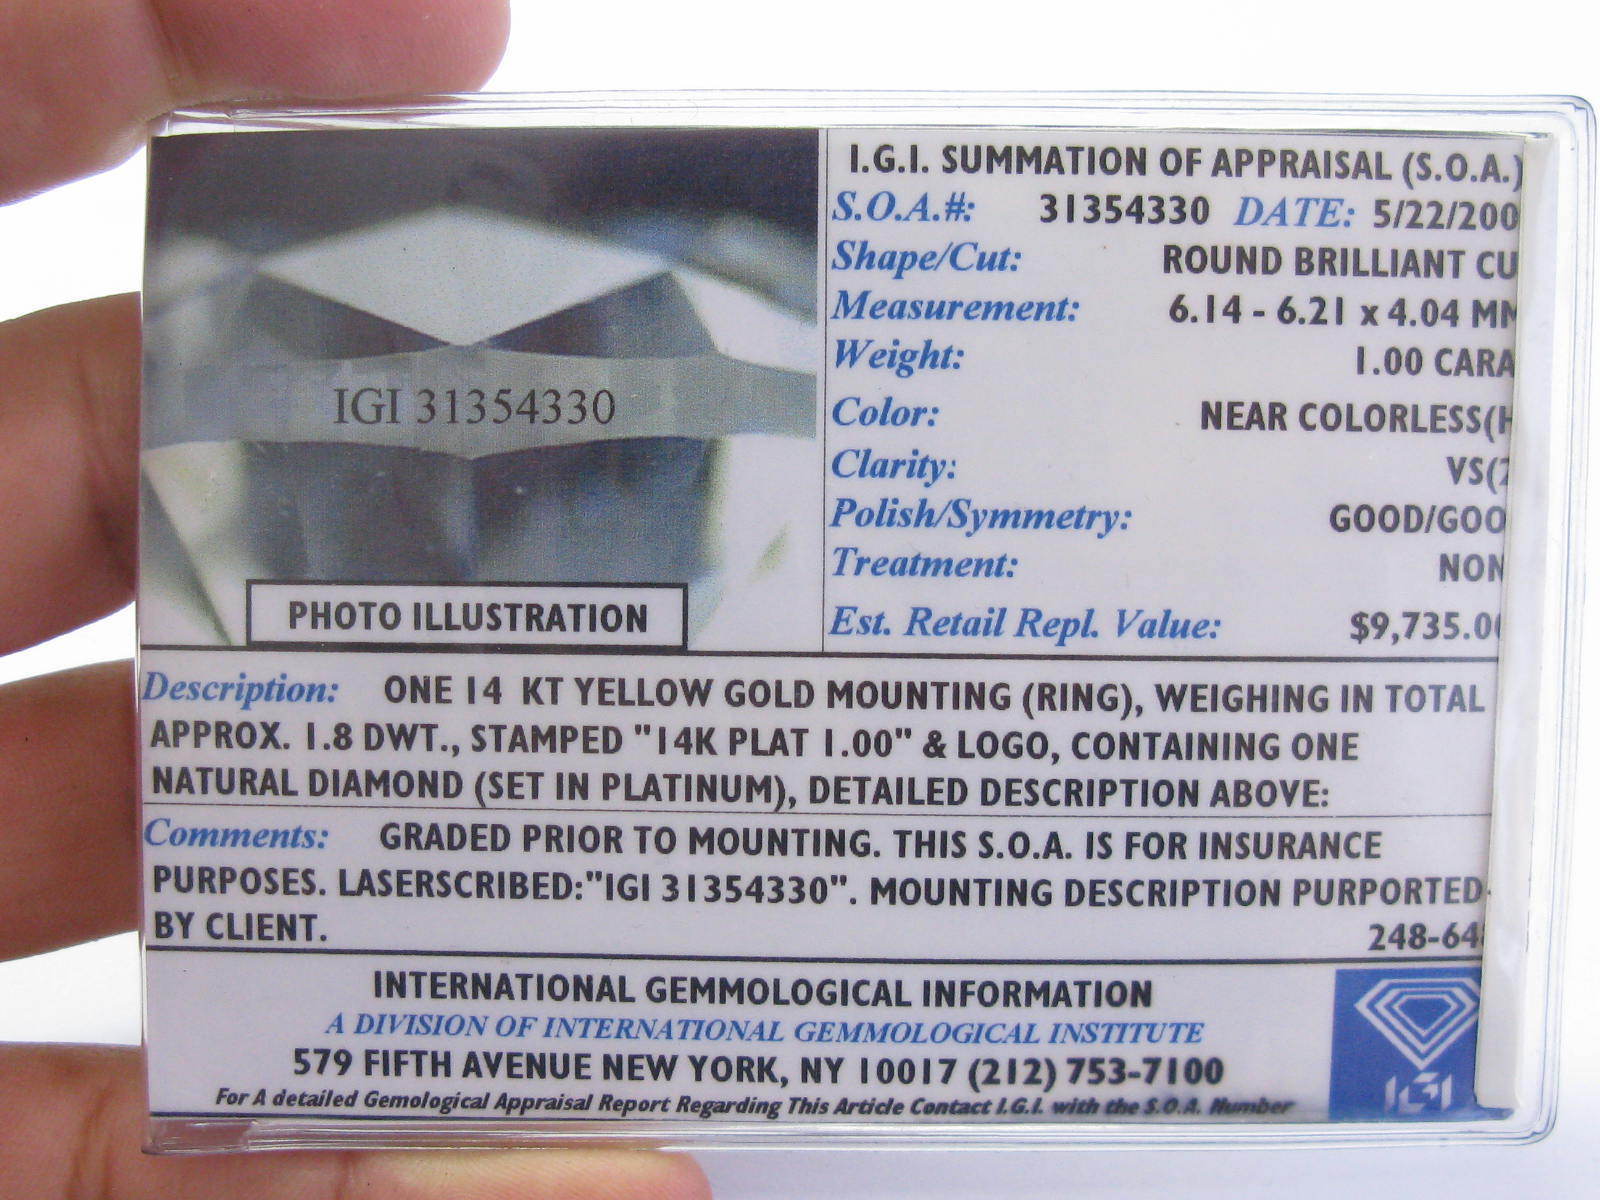 IGI 31354330
PHOTO ILLUSTRATION
I.G.I. SUMMATION OF APPRAISAL (S.O.A.)
S.O.A.#: 31354330 DATE: 5/22/200
Shape/Cut: ROUND BRILLIANT CU
Measurement: 6.14 - 6.21 x 4.04 MM
Weight: 1.00 CARA
Color: NEAR COLORLESS(H
Clarity: VS(2
Polish/Symmetry: GOOD/GOO
Treatment: NON
Est. Retail Repl. Value: $9,735.00
Description: ONE 14 KT YELLOW GOLD MOUNTING (RING), WEIGHING IN TOTAL
APPROX. 1.8 DWT., STAMPED "14K PLAT 1.00" & LOGO, CONTAINING ONE
NATURAL DIAMOND (SET IN PLATINUM), DETAILED DESCRIPTION ABOVE:
Comments: GRADED PRIOR TO MOUNTING. THIS S.O.A. IS FOR INSURANCE
PURPOSES. LASERSCRIBED:"IGI 31354330". MOUNTING DESCRIPTION PURPORTED
BY CLIENT.
248-64
INTERNATIONAL GEMMOLOGICAL INFORMATION
A DIVISION OF INTERNATIONAL GEMMOLOGICAL INSTITUTE
579 FIFTH AVENUE NEW YORK, NY 10017 (212) 753-7100
For A detailed Gemological Appraisal Report Regarding This Article Contact I.G.I. with the S.O.A. Number
IGI